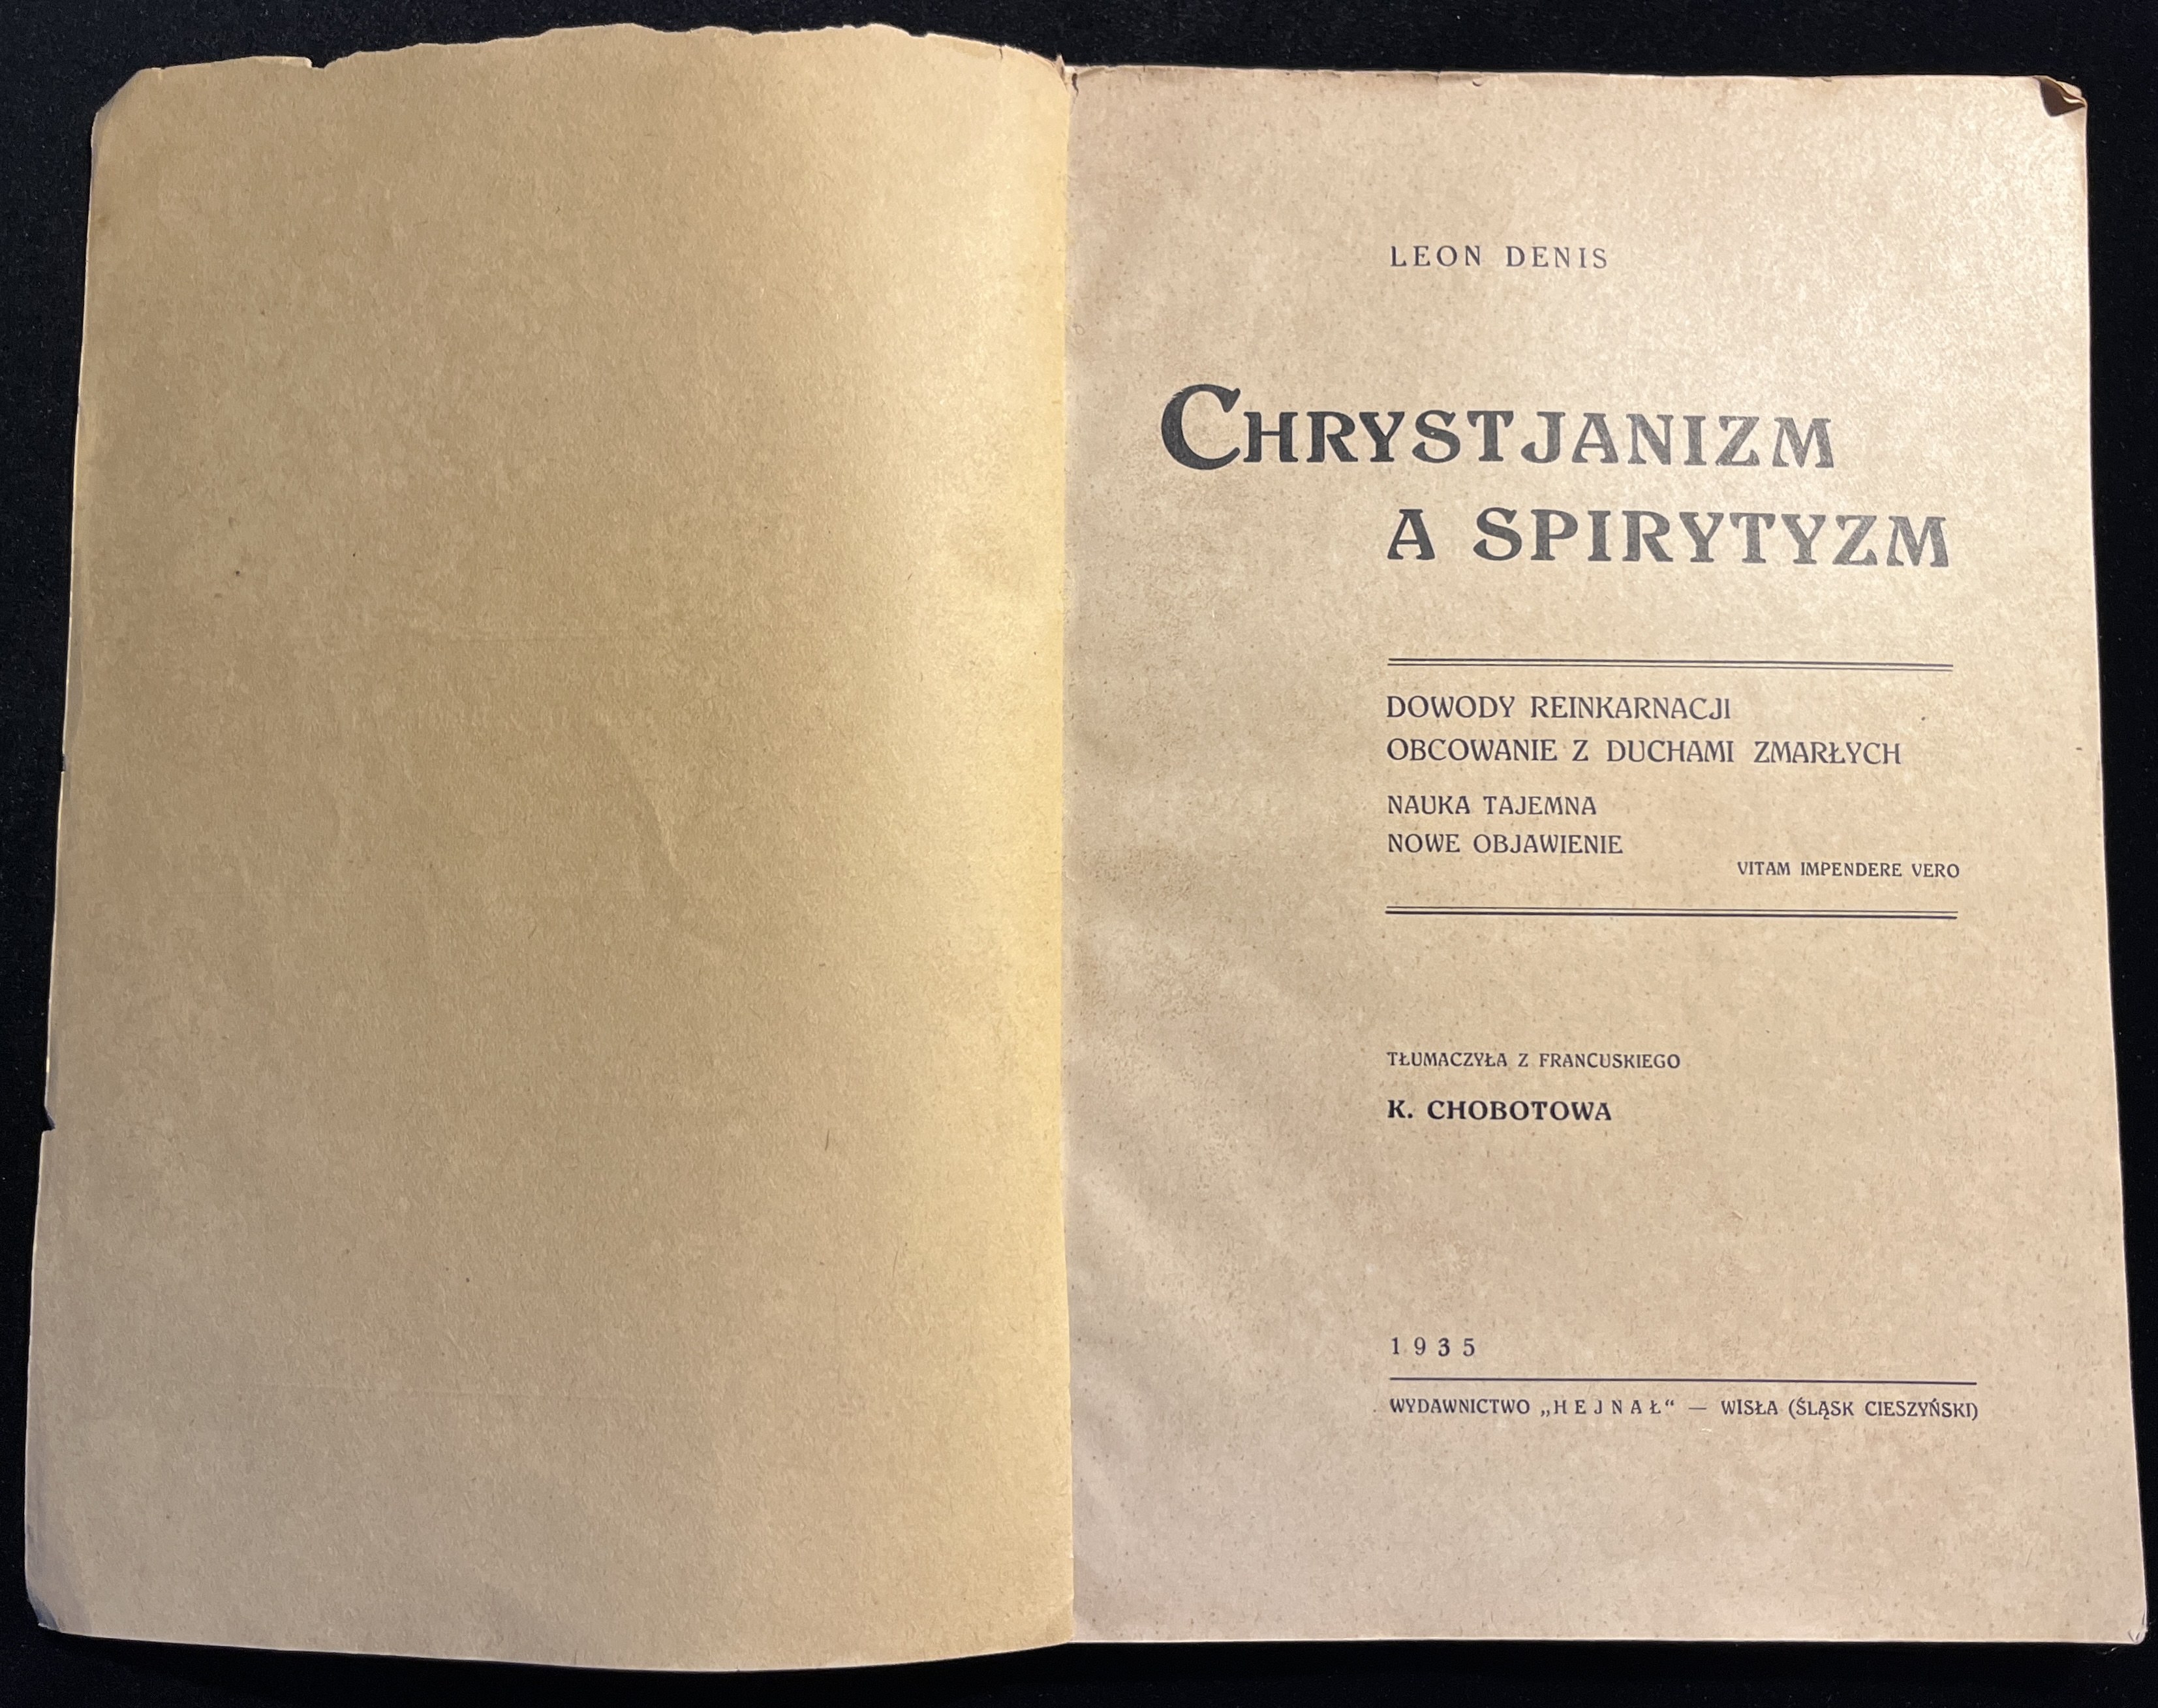 LEON DENIS
CHRYSTJANIZM
A SPIRYTYZM
DOWODY REINKARNACJI
OBCOWANIE Z DUCHAMI ZMARŁYCH
NAUKA TAJEMNA
NOWE OBJAWIENIE
VITAM IMPENDERE VERO
TŁUMACZYŁA Z FRANCUSKIEGO
K. CHOBOTOWA
1935
WYDAWNICTWO „HEJNAŁ“ — WISŁA (ŚLĄSK CIESZYŃSKI)